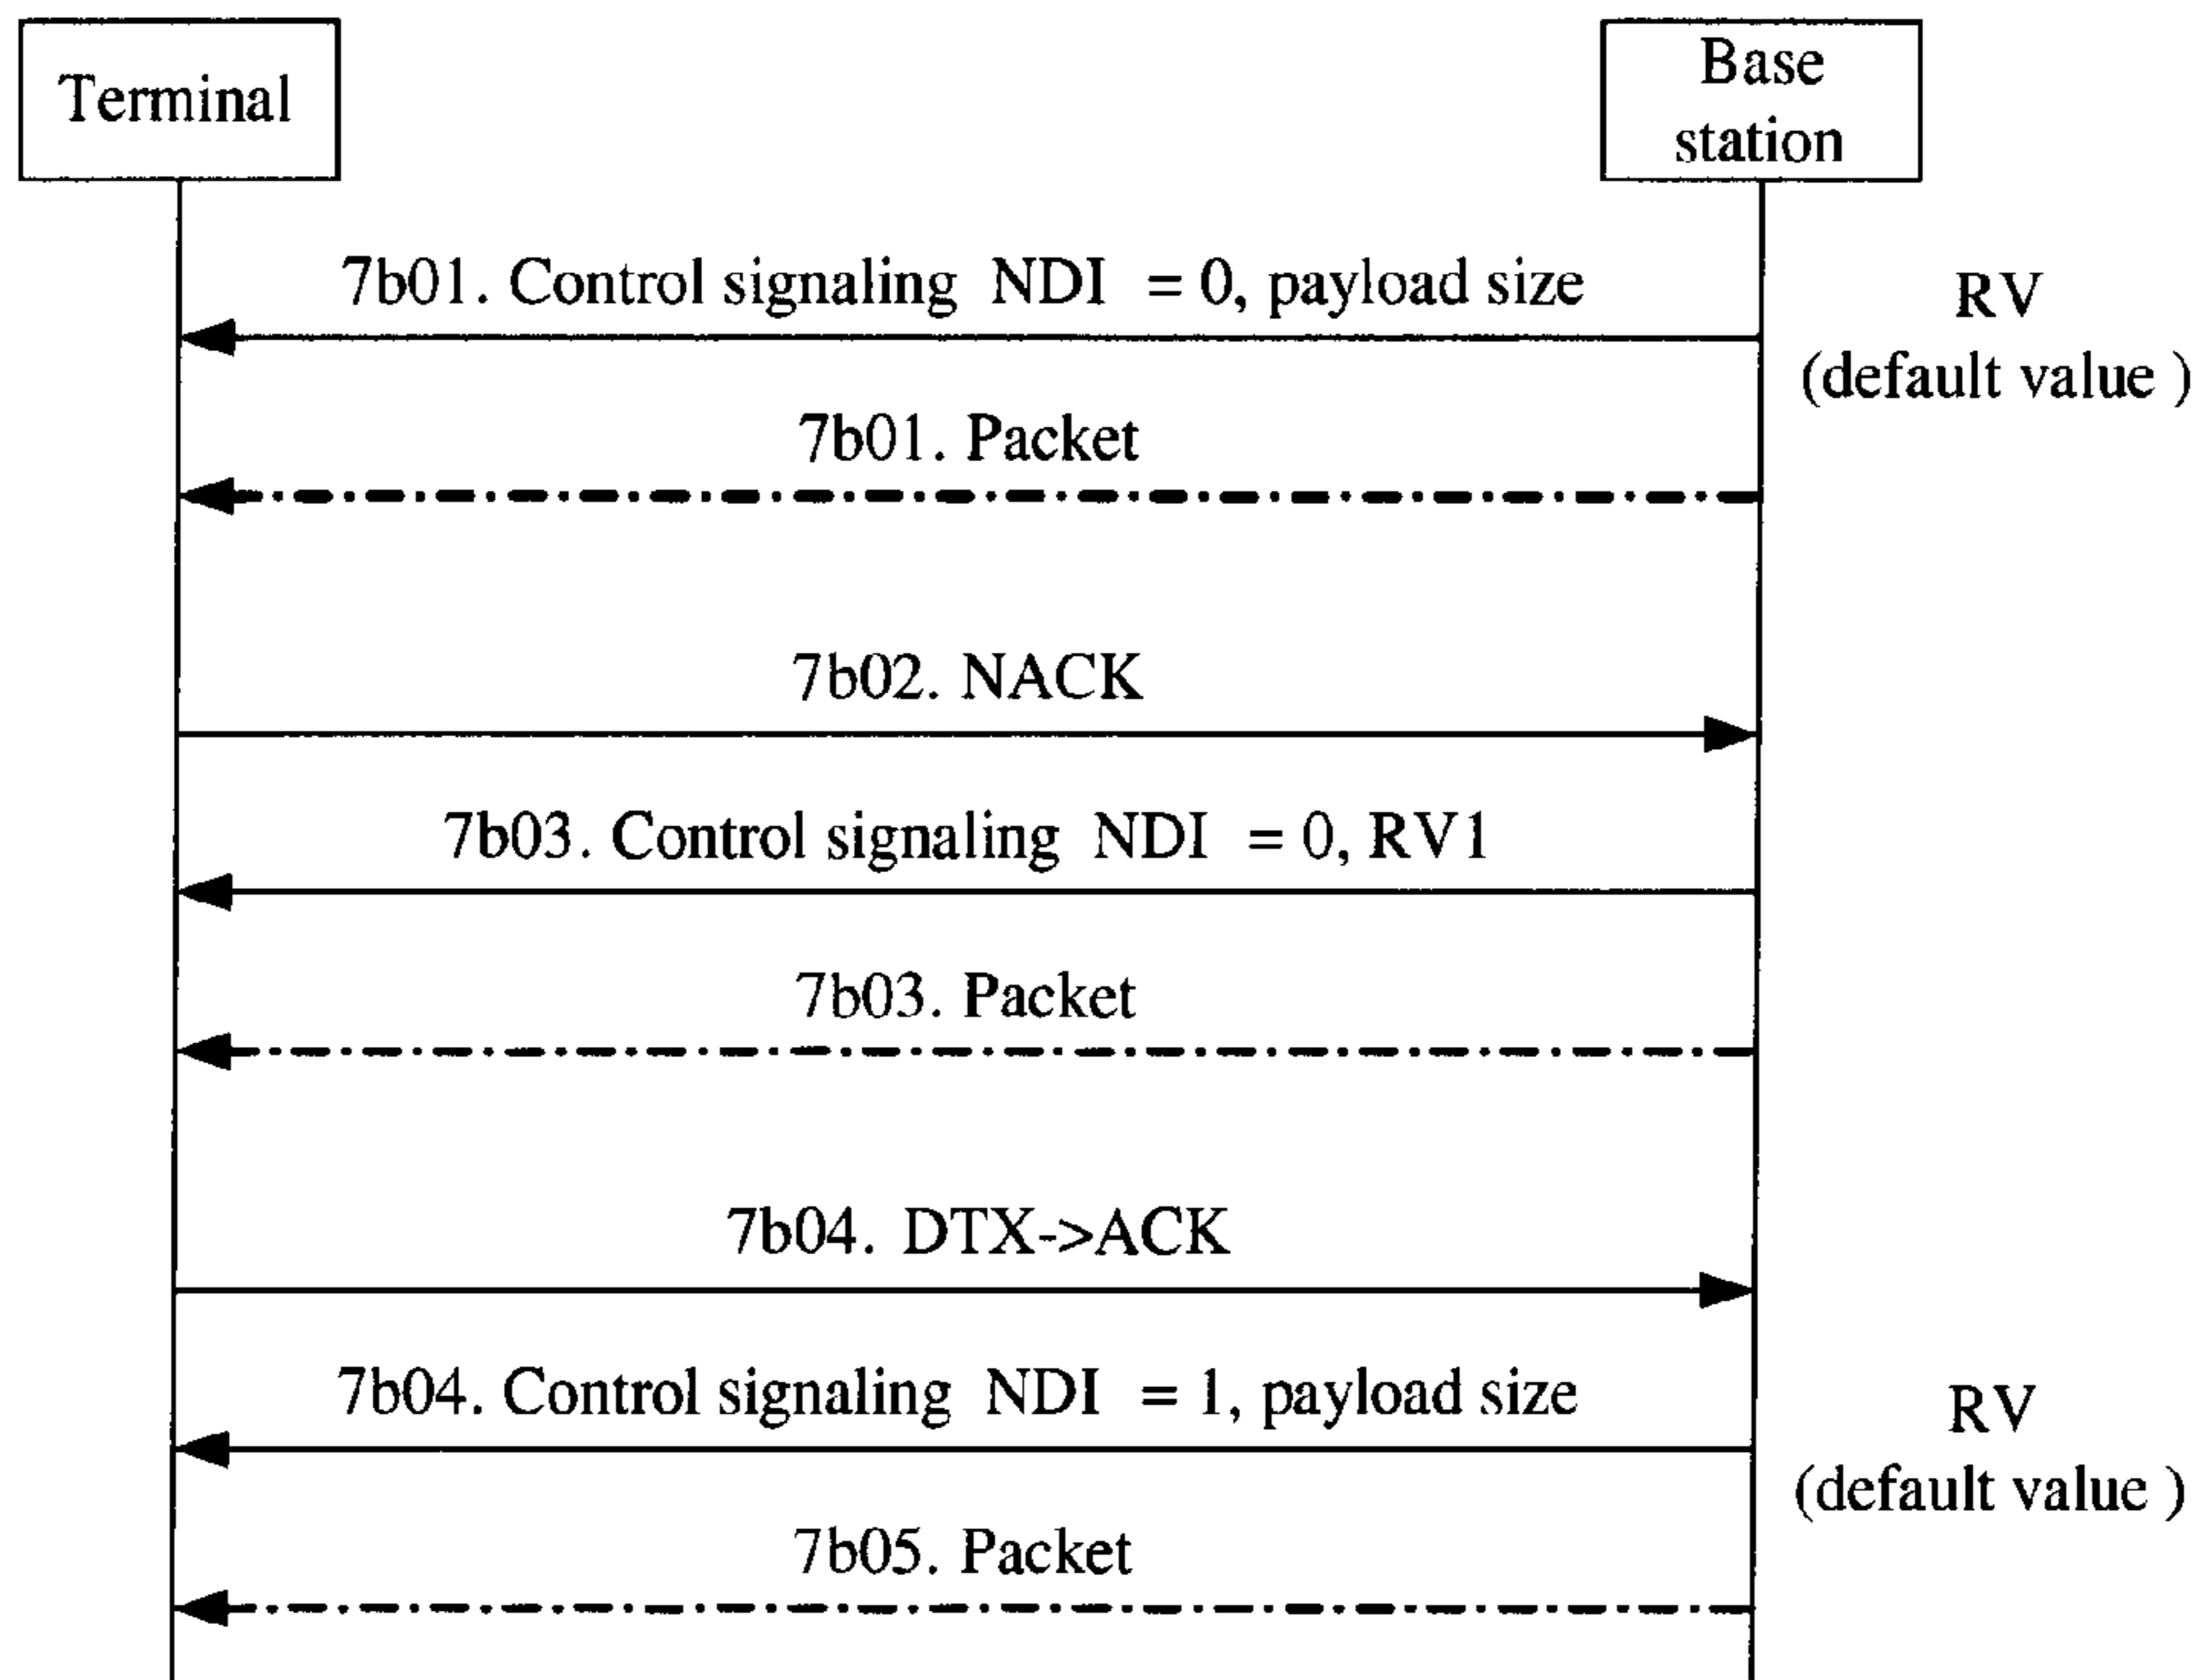 Terminal
Base
station
7b01. Control signaling NDI = 0, payload size
RV
(default value )
7b01. Packet
7b02. NACK
7b03. Control signaling NDI = 0, RV1
7b03. Packet
7b04. DTX->ACK
7b04. Control signaling NDI = 1, payload size
RV
(default value )
7b05. Packet